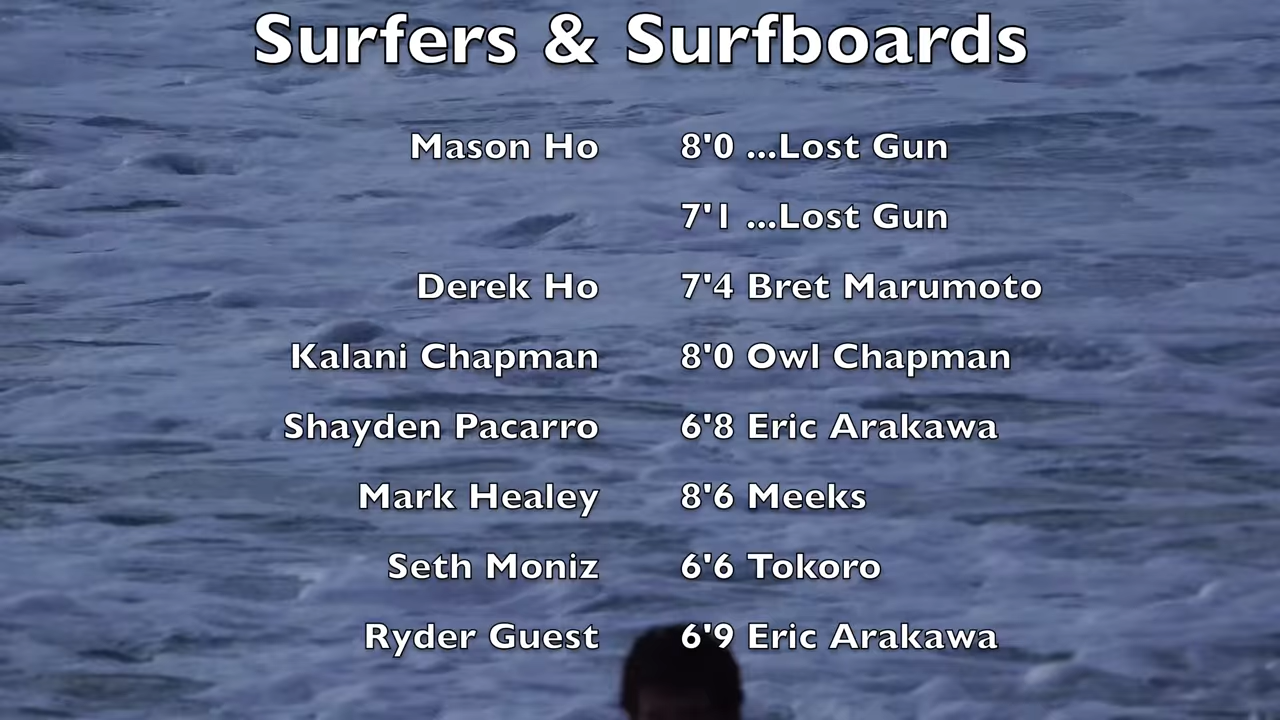 Surfers & Surfboards
Mason Ho 8'0 ...Lost Gun
7'1 ...Lost Gun
Derek Ho 7'4 Bret Marumoto
Kalani Chapman 8'0 Owl Chapman
Shayden Pacarro 6'8 Eric Arakawa
Mark Healey 8'6 Meeks
Seth Moniz 6'6 Tokoro
Ryder Guest 6'9 Eric Arakawa